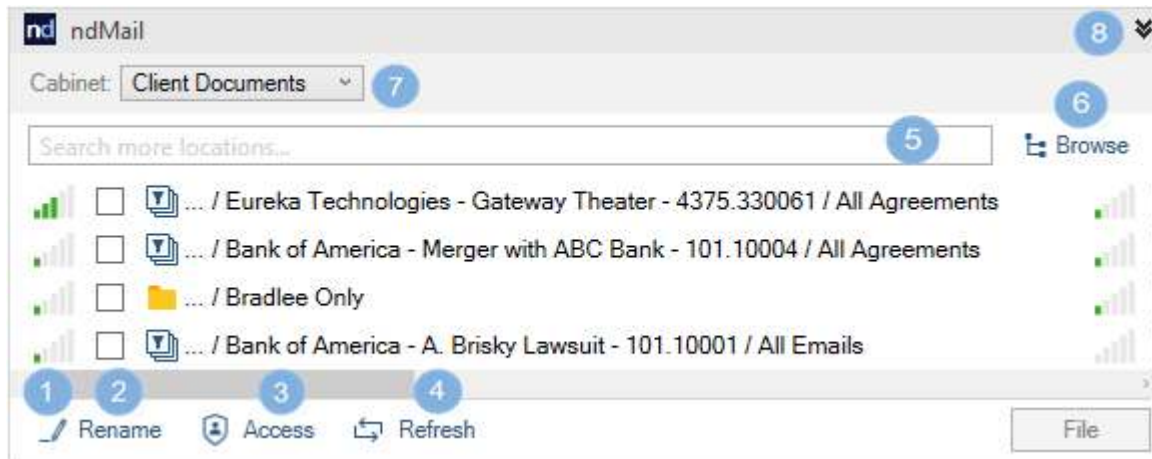 nd ndMail 8
Cabinet: Client Documents 7
6
Search more locations... 5 Browse
... / Eureka Technologies - Gateway Theater - 4375.330061 / All Agreements
... / Bank of America - Merger with ABC Bank - 101.10004 / All Agreements
... / Bradlee Only
... / Bank of America - A. Brisky Lawsuit - 101.10001 / All Emails
1 2 3 4
Rename Access Refresh File